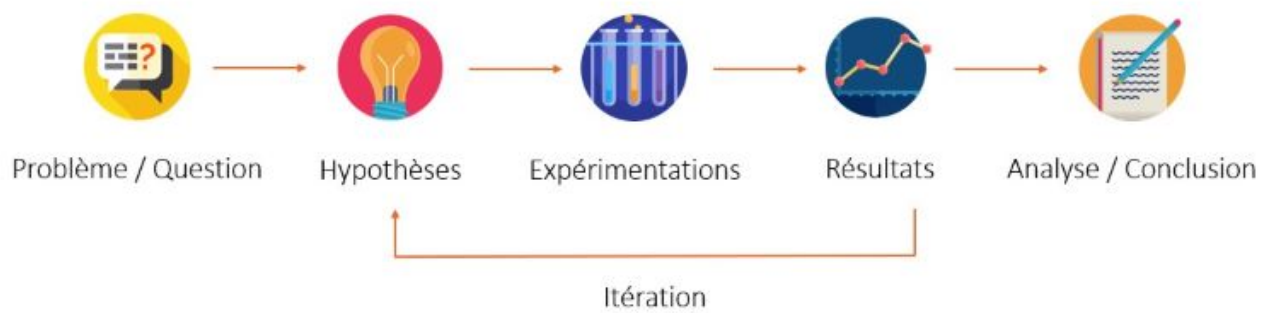 Problème / Question
Hypothèses
Expérimentations
Résultats
Analyse / Conclusion
Itération